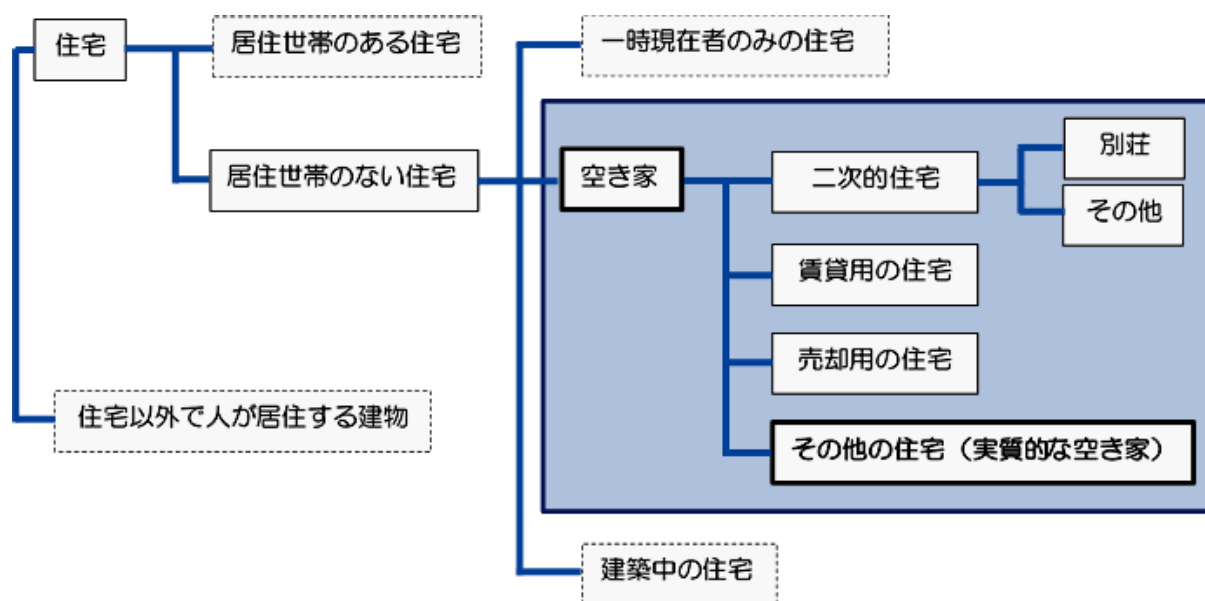 住宅
居住世帯のある住宅
一時現在者のみの住宅
居住世帯のない住宅
空き家
二次的住宅
別荘
その他
賃貸用の住宅
売却用の住宅
その他の住宅（実質的な空き家）
住宅以外で人が居住する建物
建築中の住宅